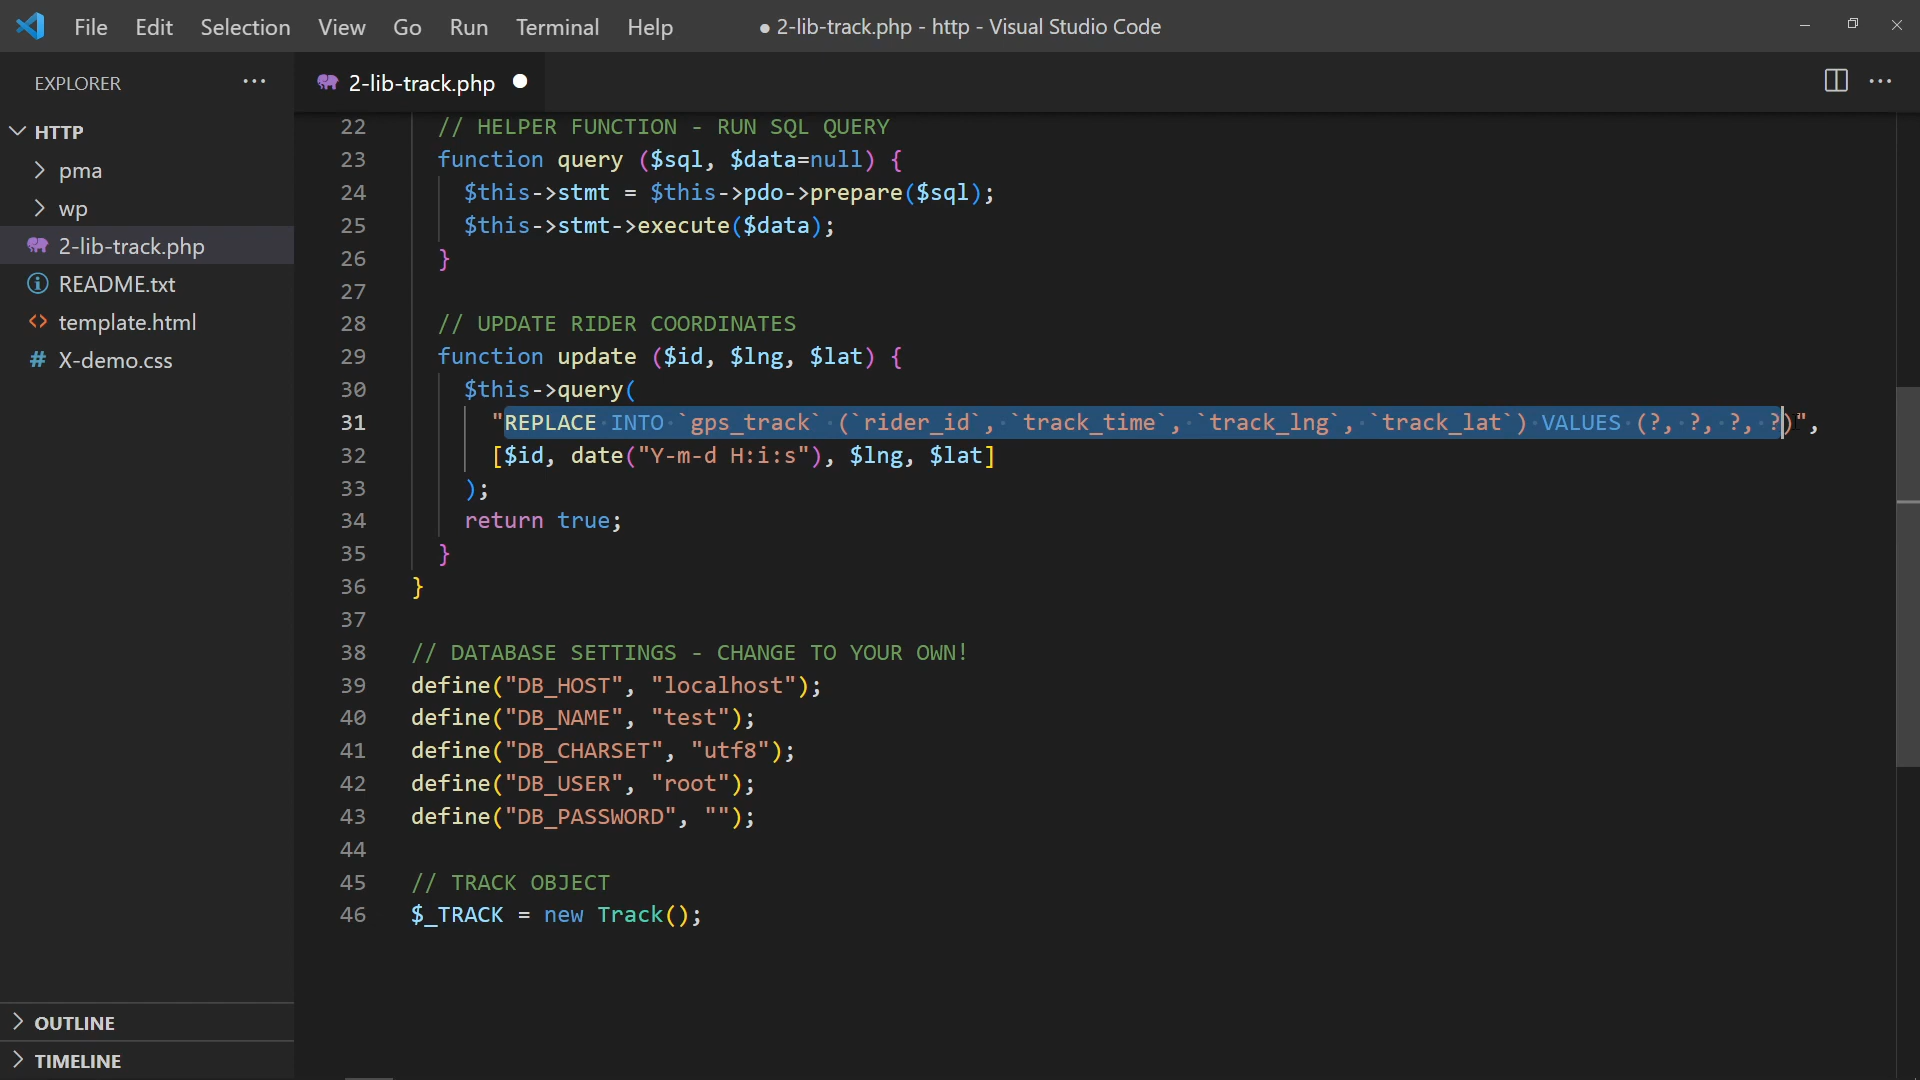 File Edit Selection View Go Run Terminal Help ● 2-lib-track.php - http - Visual Studio Code
EXPLORER
2-lib-track.php
HTTP
pma
wp
2-lib-track.php
README.txt
template.html
# X-demo.css
OUTLINE
TIMELINE
22 // HELPER FUNCTION - RUN SQL QUERY
23 function query ($sql, $data=null) {
24 $this->stmt = $this->pdo->prepare($sql);
25 $this->stmt->execute($data);
26 }
27
28 // UPDATE RIDER COORDINATES
29 function update ($id, $lng, $lat) {
30 $this->query(
31 "REPLACE INTO `gps_track` (`rider_id`, `track_time`, `track_lng`, `track_lat`) VALUES (?, ?, ?, ?)",
32 [$id, date("Y-m-d H:i:s"), $lng, $lat]
33 );
34 return true;
35 }
36 }
37
38 // DATABASE SETTINGS - CHANGE TO YOUR OWN!
39 define("DB_HOST", "localhost");
40 define("DB_NAME", "test");
41 define("DB_CHARSET", "utf8");
42 define("DB_USER", "root");
43 define("DB_PASSWORD", "");
44
45 // TRACK OBJECT
46 $_TRACK = new Track();